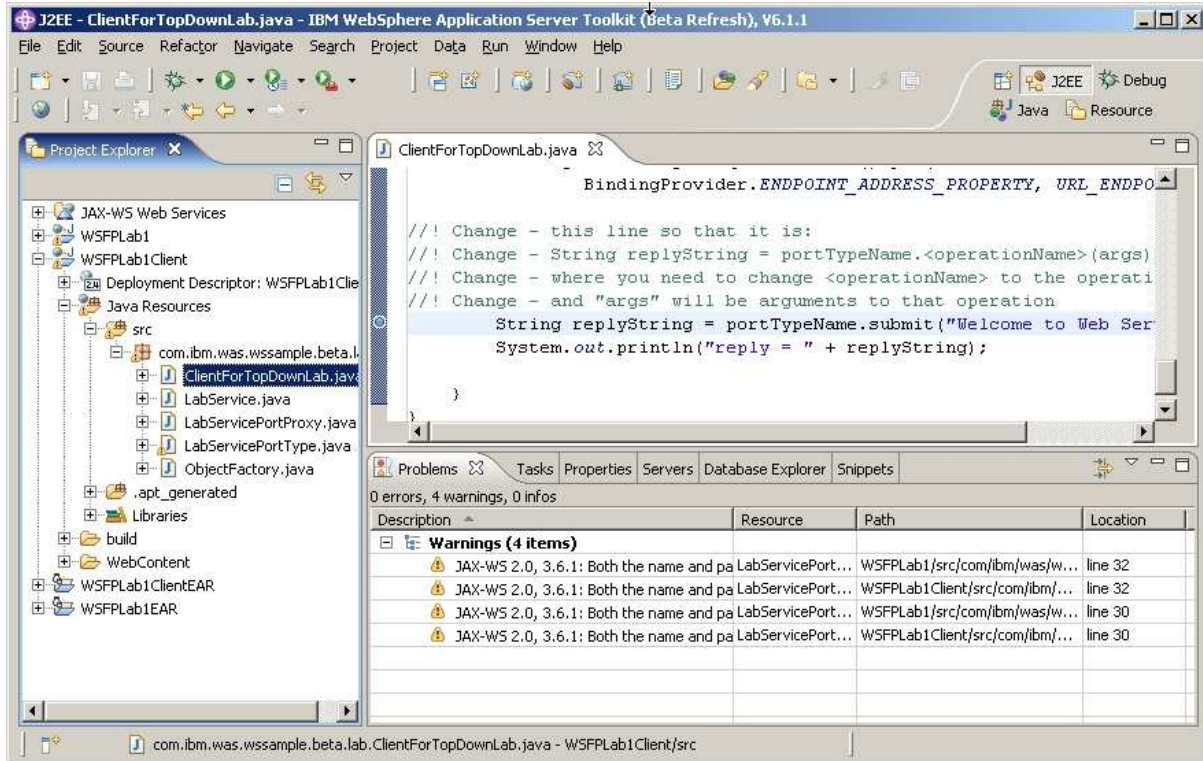 J2EE - ClientForTopDownLab.java - IBM WebSphere Application Server Toolkit (Beta Refresh), V6.1.1
File Edit Source Refactor Navigate Search Project Data Run Window Help
J2EE Debug
Java Resource
Project Explorer
JAX-WS Web Services
WSFPLab1
WSFPLab1Client
Deployment Descriptor: WSFPLab1Clie
Java Resources
src
com.ibm.was.wssample.beta.l
ClientForTopDownLab.java
LabService.java
LabServicePortProxy.java
LabServicePortType.java
ObjectFactory.java
.apt_generated
Libraries
build
WebContent
WSFPLab1ClientEAR
WSFPLab1EAR
ClientForTopDownLab.java
BindingProvider.ENDPOINT_ADDRESS_PROPERTY, URL_ENDPO
//! Change - this line so that it is:
//! Change - String replyString = portTypeName.<operationName>(args)
//! Change - where you need to change <operationName> to the operati
//! Change - and "args" will be arguments to that operation
String replyString = portTypeName.submit("Welcome to Web Ser
System.out.println("reply = " + replyString);
}
}
Problems Tasks Properties Servers Database Explorer Snippets
0 errors, 4 warnings, 0 infos
Description Resource Path Location
Warnings (4 items)
JAX-WS 2.0, 3.6.1: Both the name and pa LabServicePort... WSFPLab1/src/com/ibm/was/w... line 32
JAX-WS 2.0, 3.6.1: Both the name and pa LabServicePort... WSFPLab1Client/src/com/ibm/... line 32
JAX-WS 2.0, 3.6.1: Both the name and pa LabServicePort... WSFPLab1/src/com/ibm/was/w... line 30
JAX-WS 2.0, 3.6.1: Both the name and pa LabServicePort... WSFPLab1Client/src/com/ibm/... line 30
com.ibm.was.wssample.beta.lab.ClientForTopDownLab.java - WSFPLab1Client/src